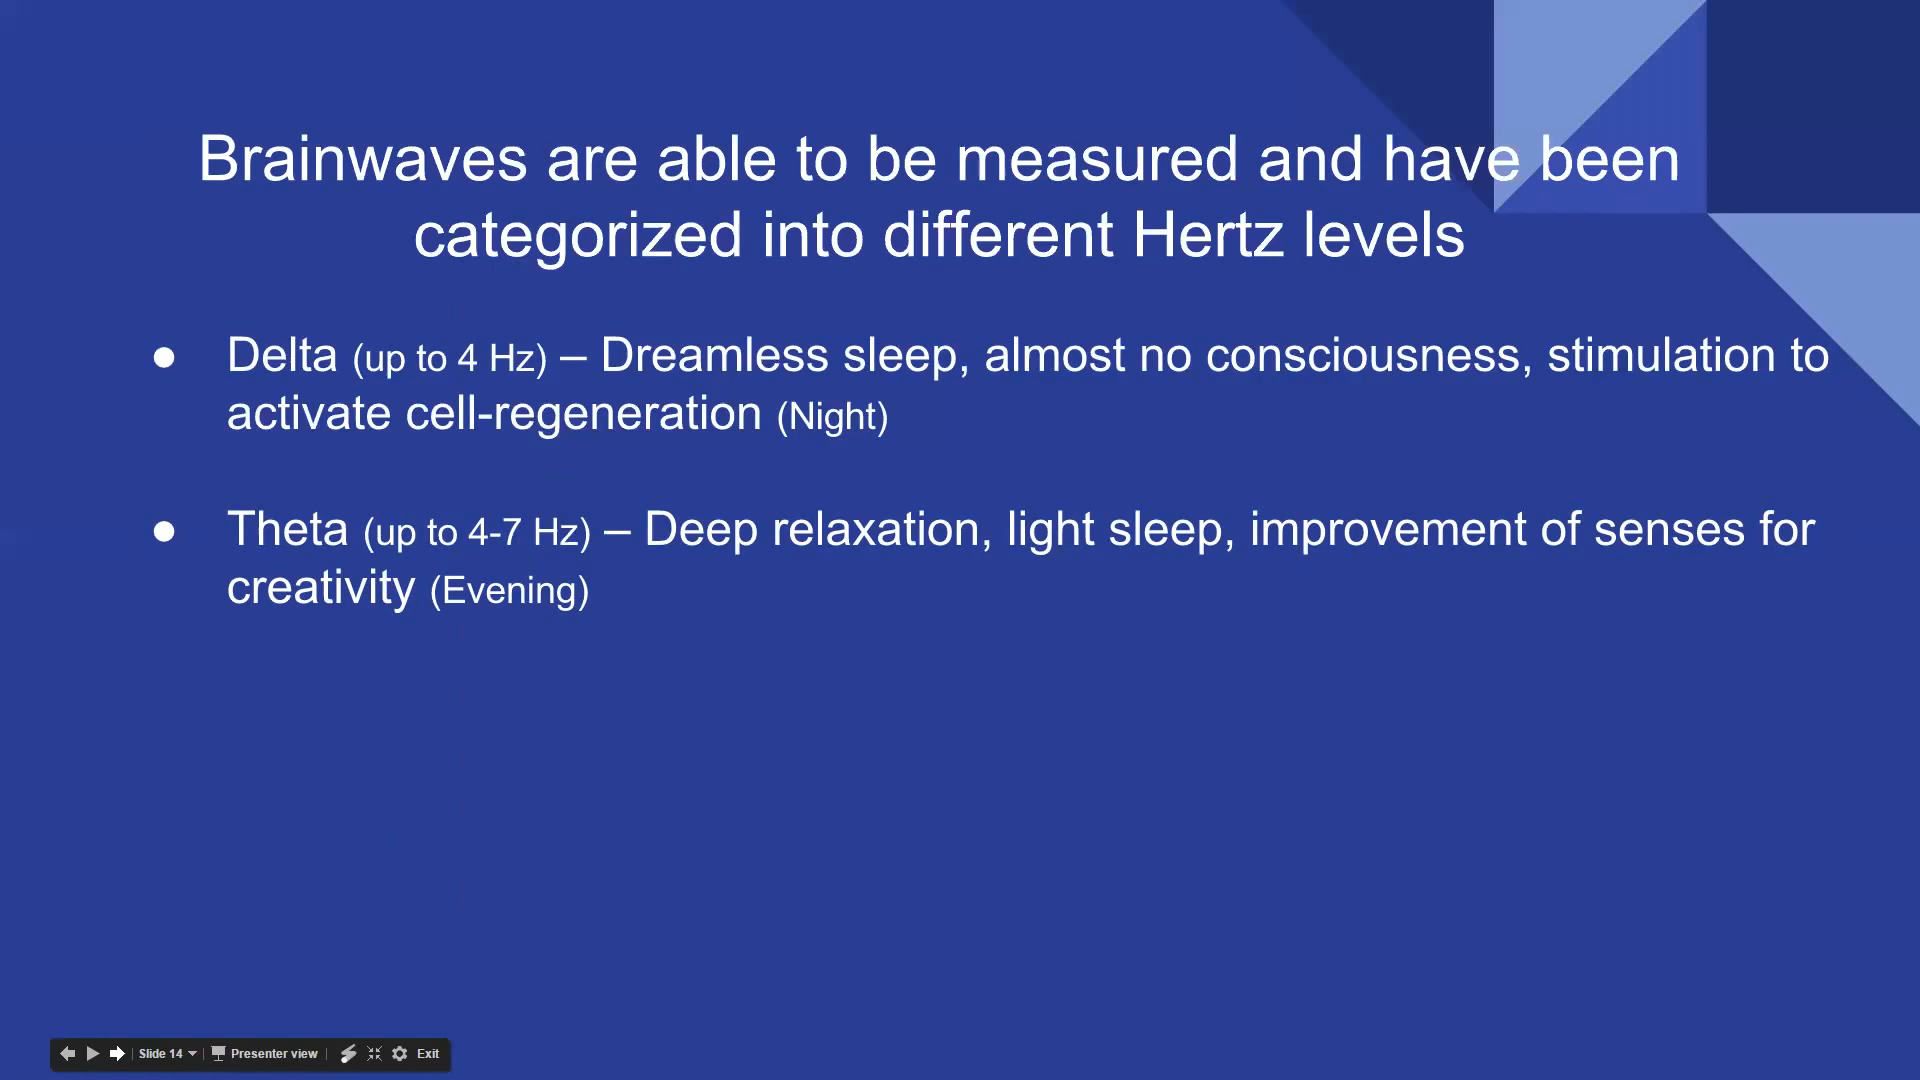 Brainwaves are able to be measured and have been
categorized into different Hertz levels
● Delta (up to 4 Hz) – Dreamless sleep, almost no consciousness, stimulation to
activate cell-regeneration (Night)
● Theta (up to 4-7 Hz) – Deep relaxation, light sleep, improvement of senses for
creativity (Evening)
Slide 14 Presenter view Exit